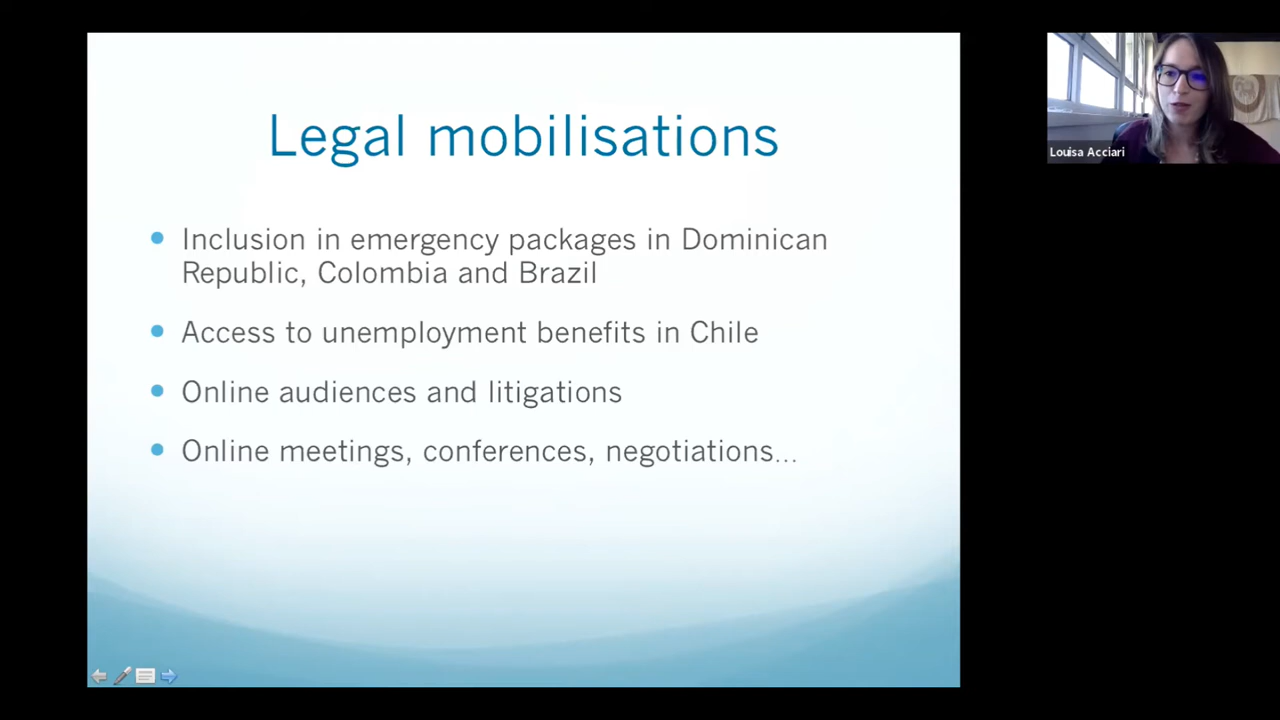 Legal mobilisations
Inclusion in emergency packages in Dominican
Republic, Colombia and Brazil
Access to unemployment benefits in Chile
Online audiences and litigations
Online meetings, conferences, negotiations...
Louisa Acciari